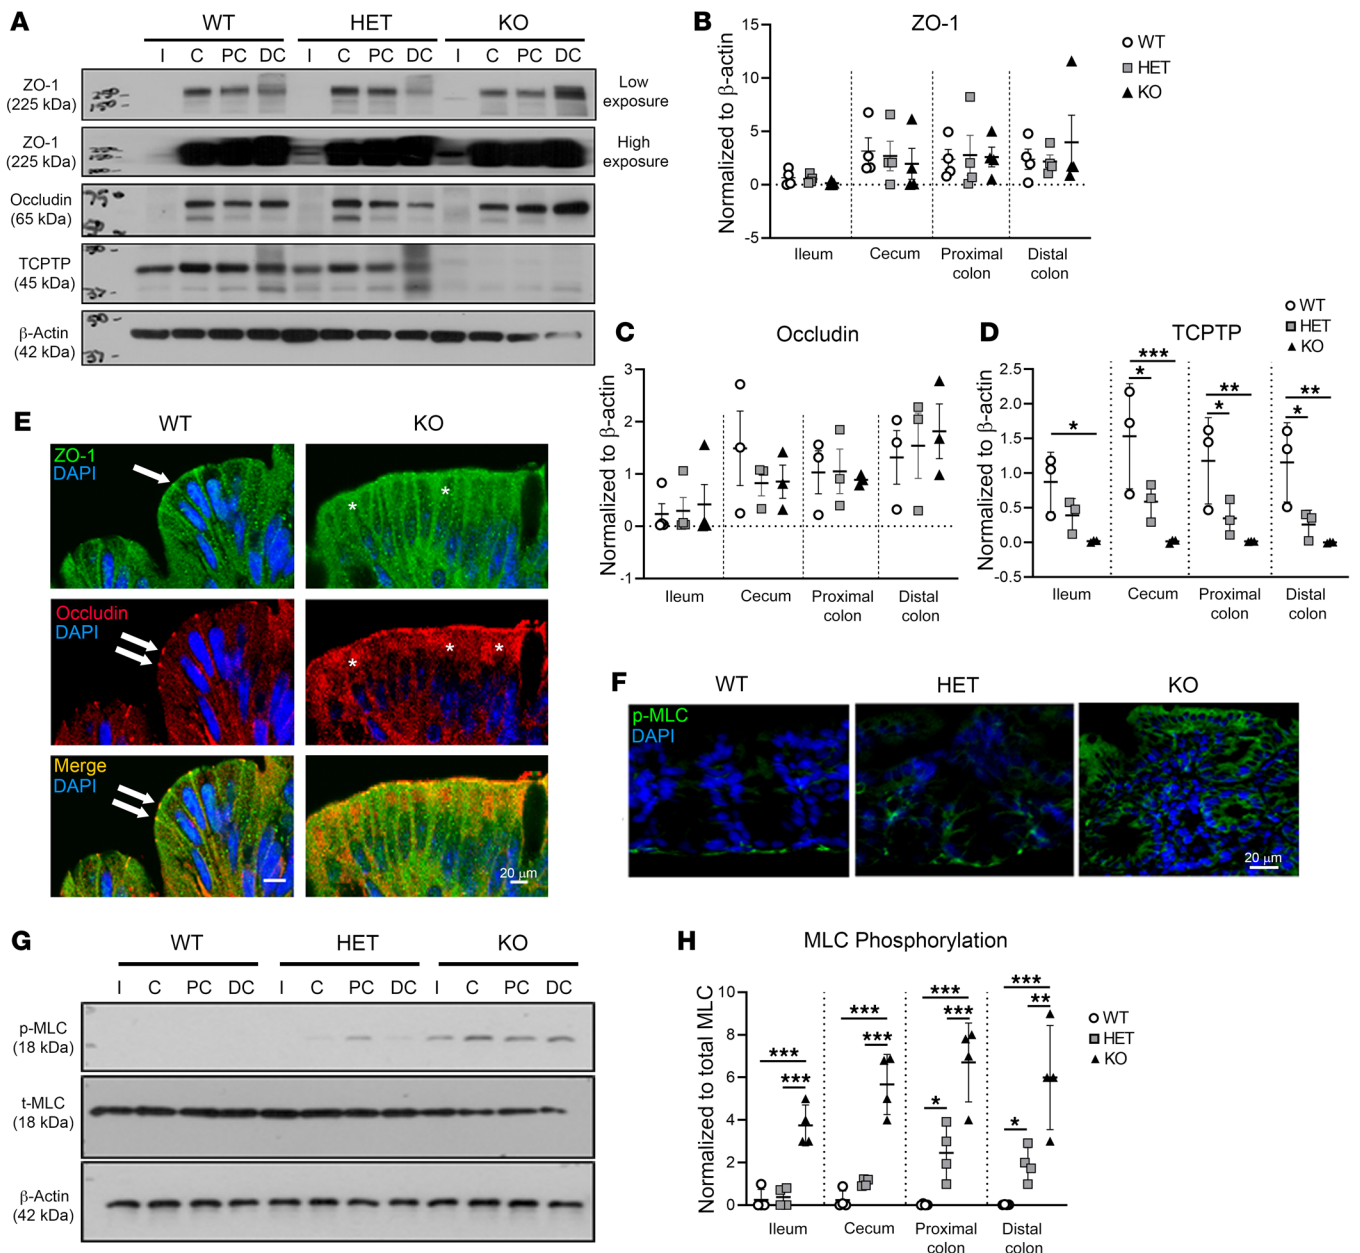 A
WT HET KO
I C PC DC I C PC DC I C PC DC
ZO-1
(225 kDa)
Low
exposure
ZO-1
(225 kDa)
High
exposure
Occludin
(65 kDa)
75
TCPTP
(45 kDa)
37
β-Actin
(42 kDa)
50
37
B
ZO-1
Normalized to β-actin
15
10
5
0
-5
Ileum
Cecum
Proximal
colon
Distal
colon
WT
HET
KO
C
Occludin
Normalized to β-actin
3
2
1
0
-1
Ileum
Cecum
Proximal
colon
Distal
colon
D
TCPTP
WT
HET
KO
Normalized to β-actin
2.5
2.0
1.5
1.0
0.5
0.0
-0.5
*
***
*
**
*
**
*
Ileum
Cecum
Proximal
colon
Distal
colon
E
WT KO
ZO-1
DAPI
* *
Occludin
DAPI
* * *
Merge
DAPI
20 μm
F
WT HET KO
p-MLC
DAPI
20 μm
G
WT HET KO
I C PC DC I C PC DC I C PC DC
p-MLC
(18 kDa)
t-MLC
(18 kDa)
β-Actin
(42 kDa)
H
MLC Phosphorylation
Normalized to total MLC
10
8
6
4
2
0
***
***
***
***
***
***
*
***
**
*
Ileum
Cecum
Proximal
colon
Distal
colon
WT
HET
KO